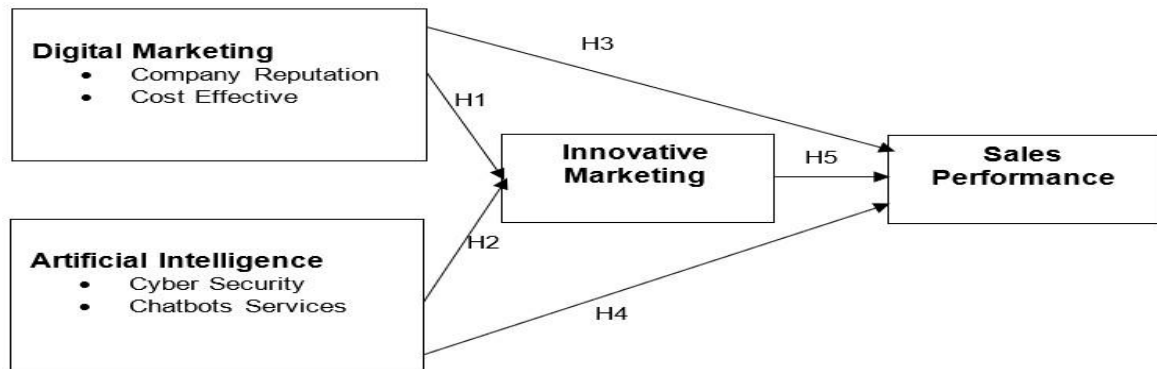 Digital Marketing
• Company Reputation
• Cost Effective
H3
H1
Innovative
Marketing
H5
Sales
Performance
Artificial Intelligence
• Cyber Security
• Chatbots Services
H2
H4